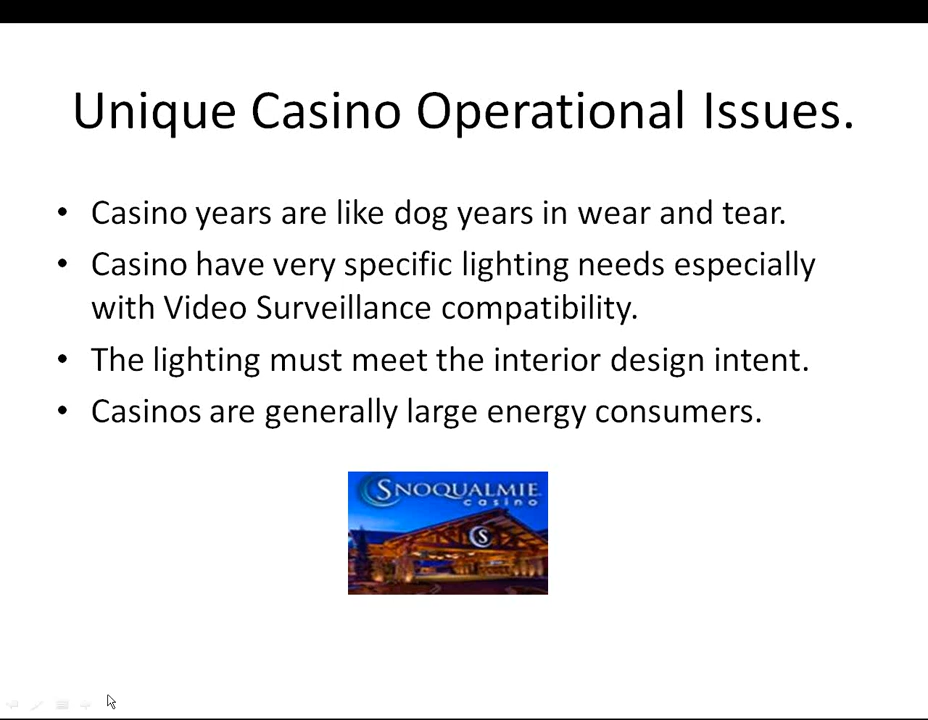 Unique Casino Operational Issues.
• Casino years are like dog years in wear and tear.
• Casino have very specific lighting needs especially
with Video Surveillance compatibility.
• The lighting must meet the interior design intent.
• Casinos are generally large energy consumers.
SNOQUALMIE
casino
S